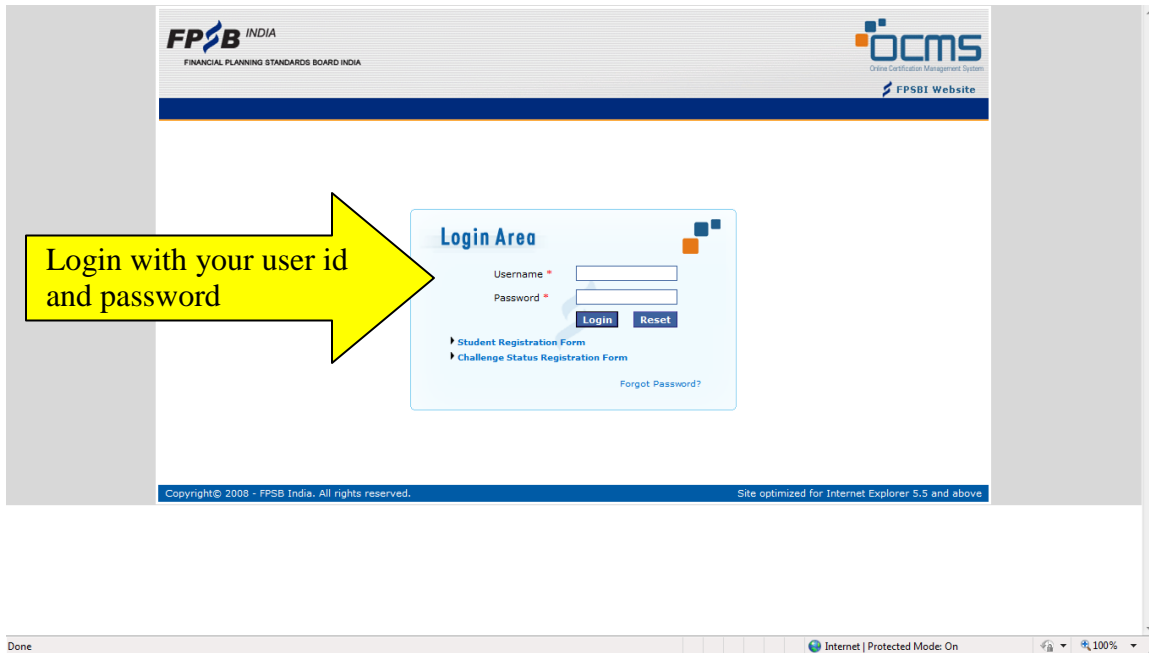 FPSB INDIA
FINANCIAL PLANNING STANDARDS BOARD INDIA
ocms
Online Certification Management System
FPSBI Website
Login with your user id
and password
Login Area
Username *
Password *
Login Reset
Student Registration Form
Challenge Status Registration Form
Forgot Password?
Copyright© 2008 - FPSB India. All rights reserved. Site optimized for Internet Explorer 5.5 and above
Done Internet | Protected Mode: On 100%